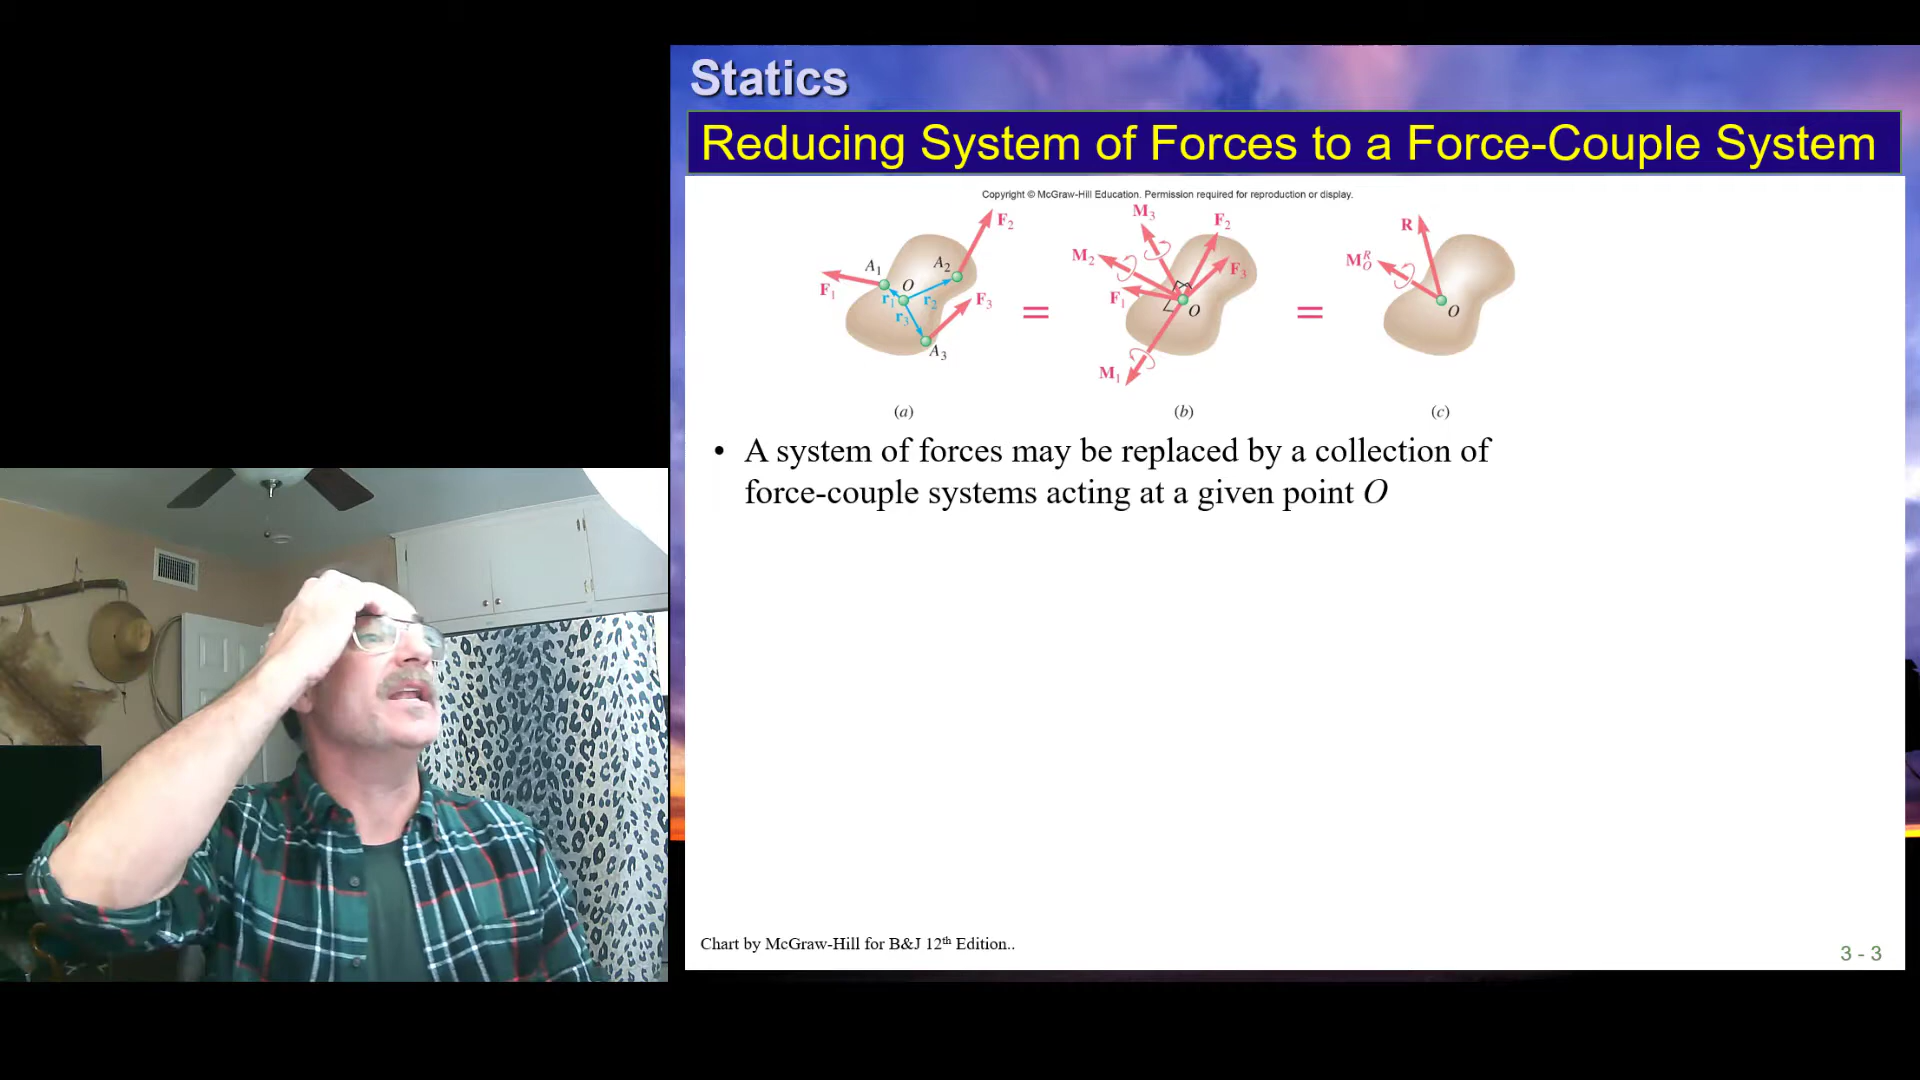 Statics
Reducing System of Forces to a Force-Couple System
Copyright © McGraw-Hill Education. Permission required for reproduction or display.
F₂
A₁
A₂
O
F₁
r₁
r₂
r₃
F₃
A₃
(a)
=
M₃
F₂
M₂
F₃
F₁
O
M₁
(b)
=
R
M_O^R
O
(c)
• A system of forces may be replaced by a collection of
force-couple systems acting at a given point O
Chart by McGraw-Hill for B&J 12th Edition..
3 - 3